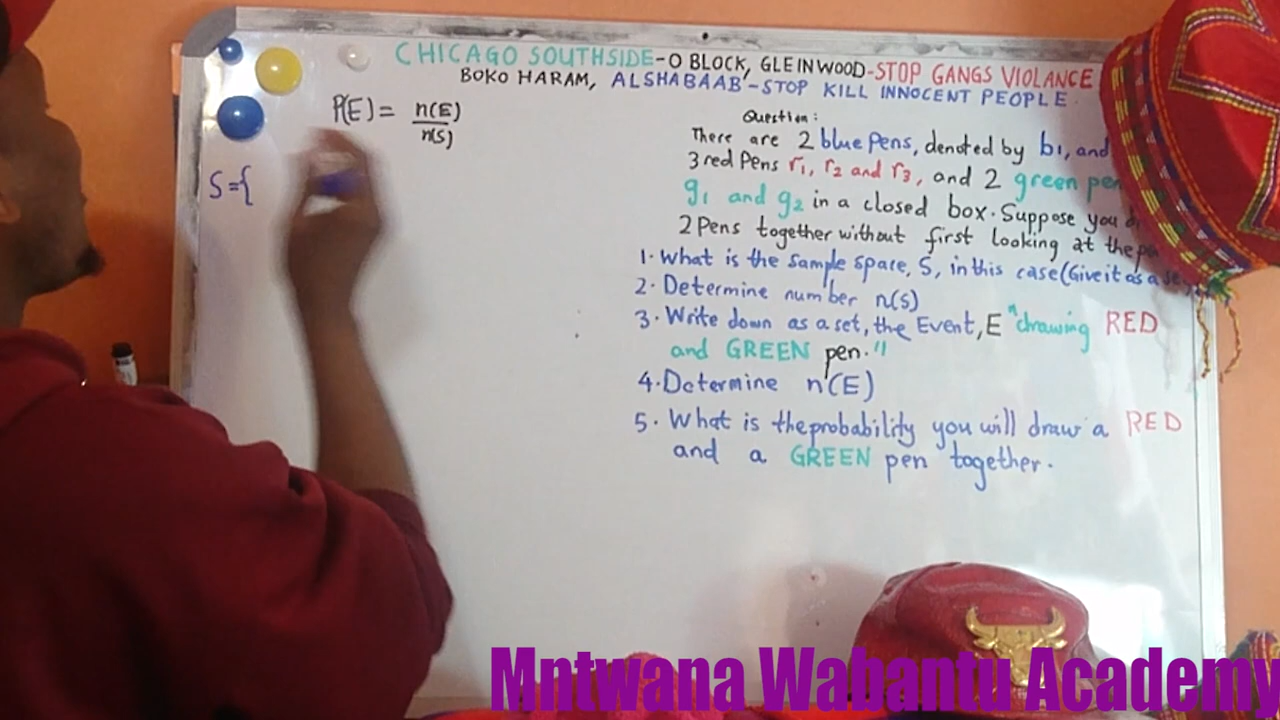 CHICAGO SOUTHSIDE-O BLOCK, GLEINWOOD-STOP GANGS VIOLANCE
BOKO HARAM, ALSHABAAB-STOP KILL INNOCENT PEOPLE.
P(E) = n(E)
n(S)
S={
Question:
There are 2 blue Pens, denoted by b1, and
3 red Pens r1, r2 and r3, and 2 green pen
g1 and g2 in a closed box. Suppose you
2 Pens together without first looking at the
1. What is the sample space, S, in this case (Give it as a
2. Determine number n(s)
3. Write down as a set, the Event, E "drawing RED
and GREEN pen."
4. Determine n(E)
5. What is the probability you will draw a RED
and a GREEN pen together.
Mntwana Wabantu Academy